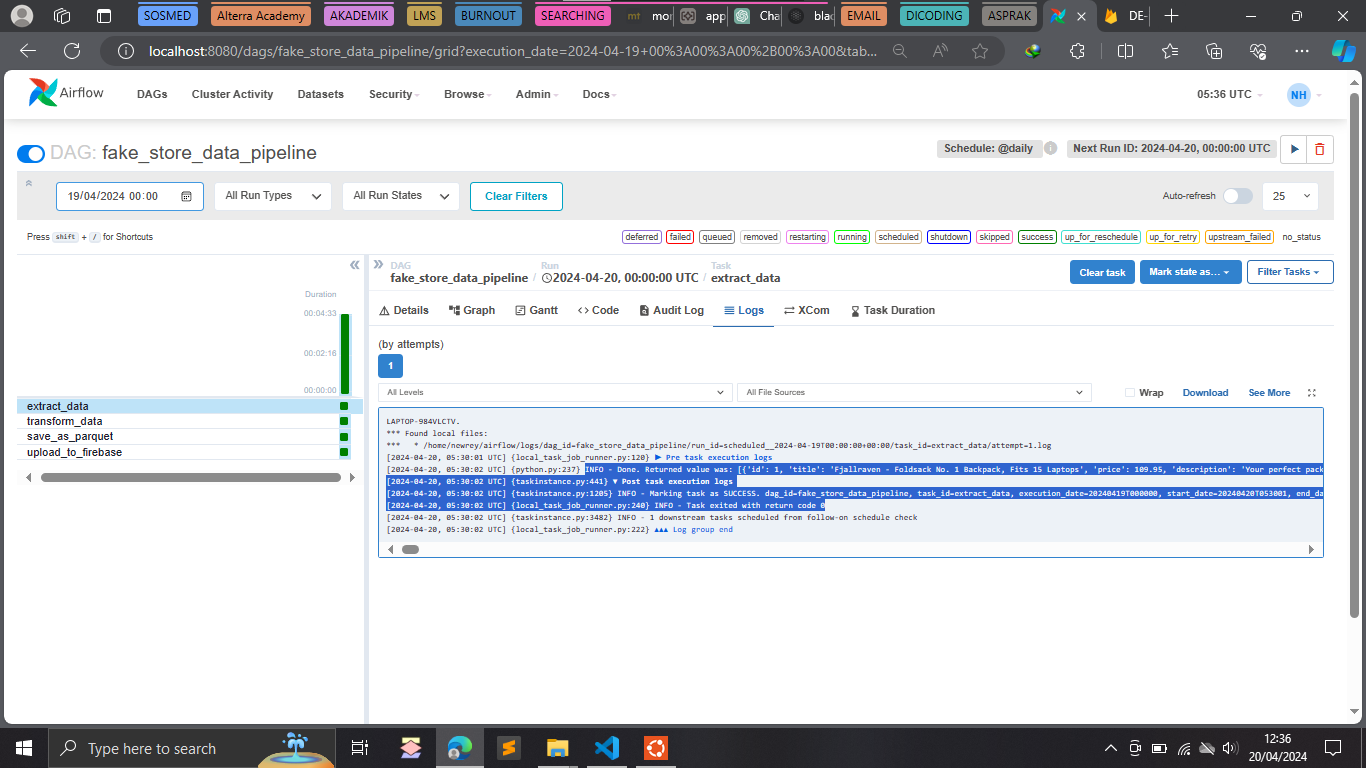 SOSMED Alterra Academy AKADEMIK LMS BURNOUT SEARCHING mt mor app Cha blac EMAIL DICODING ASPRAK DE-
localhost:8080/dags/fake_store_data_pipeline/grid?execution_date=2024-04-19+00%3A00%3A00%2B00%3A00&tab...
Airflow DAGs Cluster Activity Datasets Security Browse Admin Docs 05:36 UTC NH
DAG: fake_store_data_pipeline Schedule: @daily Next Run ID: 2024-04-20, 00:00:00 UTC
19/04/2024 00:00 All Run Types All Run States Clear Filters Auto-refresh 25
Press shift + / for Shortcuts deferred failed queued removed restarting running scheduled shutdown skipped success up_for_reschedule up_for_retry upstream_failed no_status
DAG Run Task
fake_store_data_pipeline / 2024-04-20, 00:00:00 UTC / extract_data Clear task Mark state as... Filter Tasks
Duration
00:04:33
00:02:16
00:00:00
extract_data
transform_data
save_as_parquet
upload_to_firebase
Details Graph Gantt Code Audit Log Logs XCom Task Duration
(by attempts)
1
All Levels All File Sources Wrap Download See More
LAPTOP-984VLCTV.
*** Found local files:
***   * /home/newrey/airflow/logs/dag_id=fake_store_data_pipeline/run_id=scheduled__2024-04-19T00:00:00+00:00/task_id=extract_data/attempt=1.log
[2024-04-20, 05:30:01 UTC] {local_task_job_runner.py:120} ▶ Pre task execution logs
[2024-04-20, 05:30:02 UTC] {python.py:237} INFO - Done. Returned value was: [{'id': 1, 'title': 'Fjallraven - Foldsack No. 1 Backpack, Fits 15 Laptops', 'price': 109.95, 'description': 'Your perfect pack
[2024-04-20, 05:30:02 UTC] {taskinstance.py:441} ▼ Post task execution logs
[2024-04-20, 05:30:02 UTC] {taskinstance.py:1205} INFO - Marking task as SUCCESS. dag_id=fake_store_data_pipeline, task_id=extract_data, execution_date=20240419T000000, start_date=20240420T053001, end_da
[2024-04-20, 05:30:02 UTC] {local_task_job_runner.py:240} INFO - Task exited with return code 0
[2024-04-20, 05:30:02 UTC] {taskinstance.py:3482} INFO - 1 downstream tasks scheduled from follow-on schedule check
[2024-04-20, 05:30:02 UTC] {local_task_job_runner.py:222} ▲▲▲ Log group end
Type here to search
12:36
20/04/2024